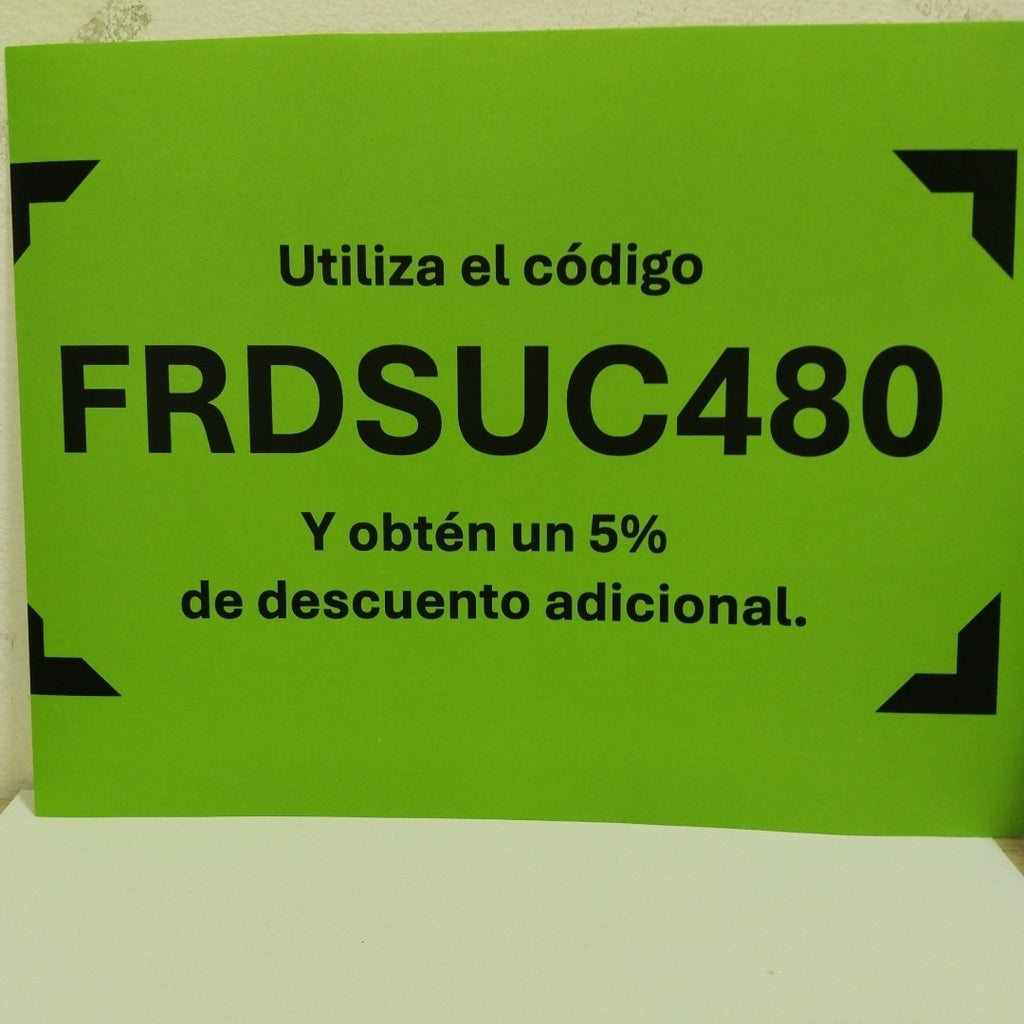 Utiliza el código
FRDSUC480
Y obtén un 5%
de descuento adicional.